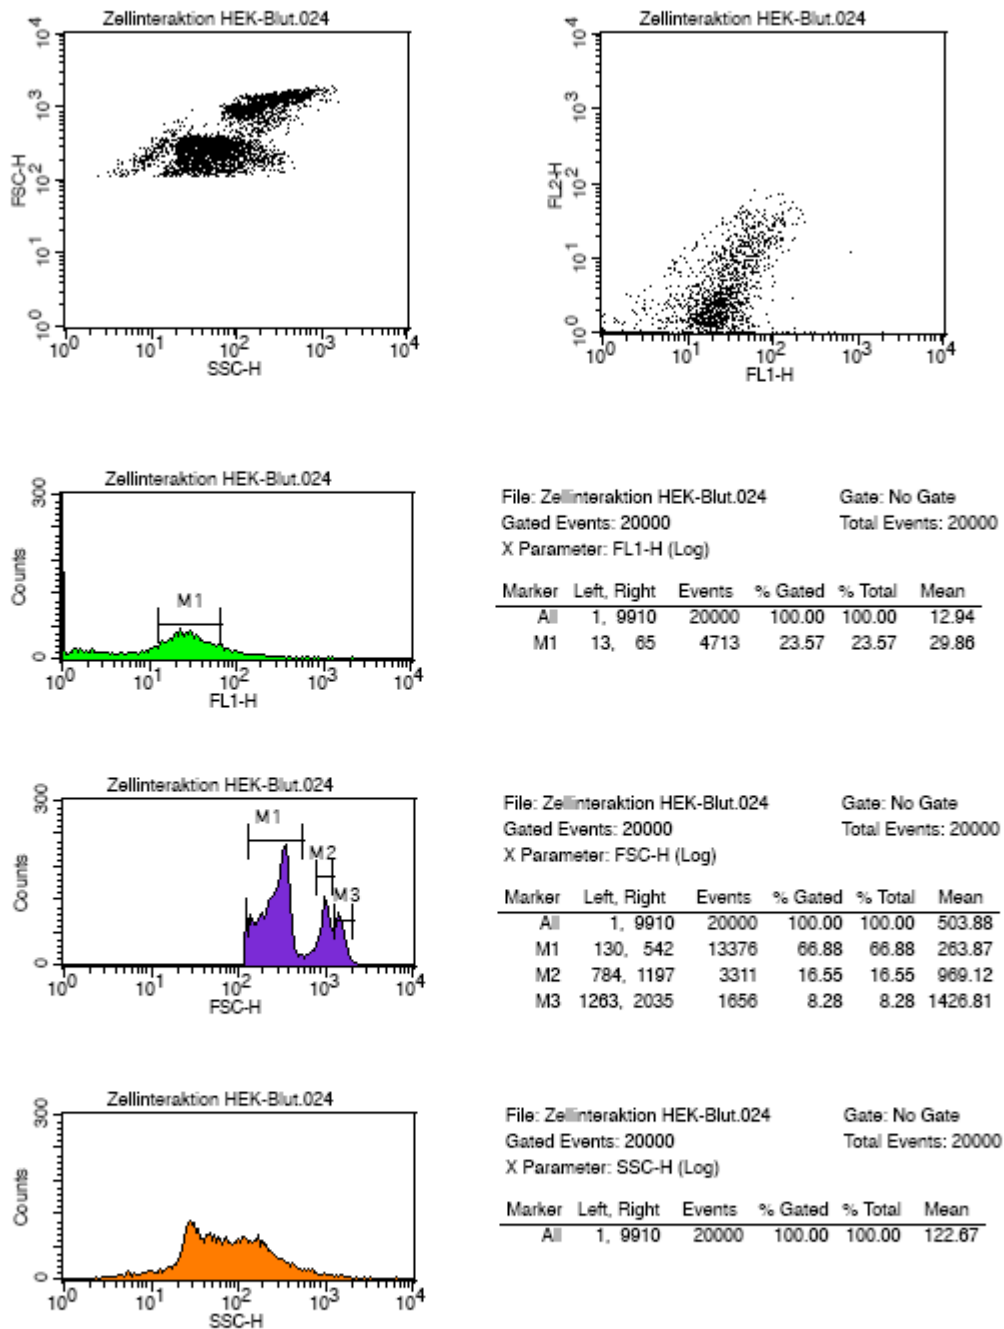 Zellinteraktion HEK-Blut.024
10^4
10^3
10^2
10^1
10^0
FSC-H
10^0 10^1 10^2 10^3 10^4
SSC-H
Zellinteraktion HEK-Blut.024
10^4
10^2
10^1
10^0
FL2-H
10^0 10^1 10^2 10^3 10^4
FL1-H
Zellinteraktion HEK-Blut.024
300
Counts
0
M1
10^0 10^1 10^2 10^3 10^4
FL1-H
File: Zellinteraktion HEK-Blut.024 Gate: No Gate
Gated Events: 20000 Total Events: 20000
X Parameter: FL1-H (Log)
Marker Left, Right Events % Gated % Total Mean
All 1, 9910 20000 100.00 100.00 12.94
M1 13, 65 4713 23.57 23.57 29.86
Zellinteraktion HEK-Blut.024
300
Counts
0
M1
M2
M3
10^0 10^1 10^2 10^3 10^4
FSC-H
File: Zellinteraktion HEK-Blut.024 Gate: No Gate
Gated Events: 20000 Total Events: 20000
X Parameter: FSC-H (Log)
Marker Left, Right Events % Gated % Total Mean
All 1, 9910 20000 100.00 100.00 503.88
M1 130, 542 13376 66.88 66.88 263.87
M2 784, 1197 3311 16.55 16.55 969.12
M3 1263, 2035 1656 8.28 8.28 1426.81
Zellinteraktion HEK-Blut.024
300
Counts
0
10^0 10^1 10^2 10^3 10^4
SSC-H
File: Zellinteraktion HEK-Blut.024 Gate: No Gate
Gated Events: 20000 Total Events: 20000
X Parameter: SSC-H (Log)
Marker Left, Right Events % Gated % Total Mean
All 1, 9910 20000 100.00 100.00 122.67